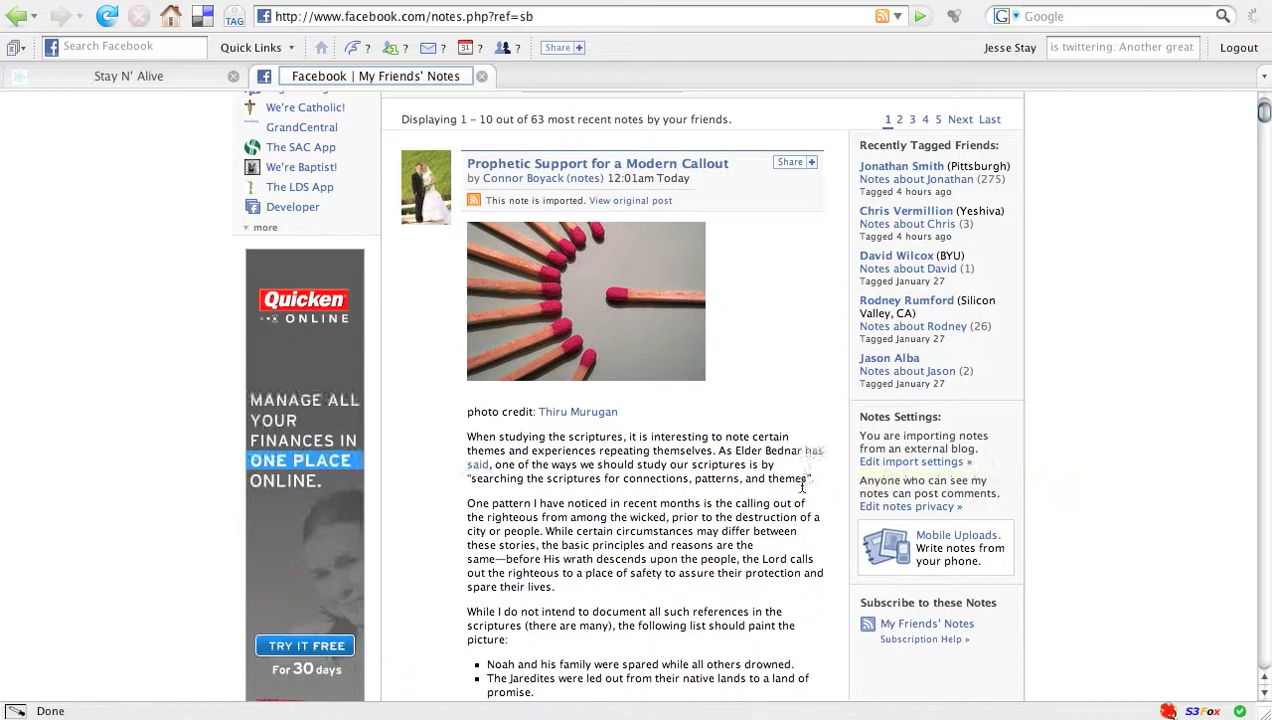 http://www.facebook.com/notes.php?ref=sb
Google
Search Facebook
Quick Links
?
?
?
31 ?
?
Share +
Jesse Stay
is twittering: Another great
Logout
TAG
Stay N' Alive
Facebook | My Friends' Notes
We're Catholic!
GrandCentral
The SAC App
We're Baptist!
The LDS App
Developer
more
Quicken
ONLINE
MANAGE ALL
YOUR
FINANCES IN
ONE PLACE
ONLINE.
TRY IT FREE
For 30 days
Displaying 1 - 10 out of 63 most recent notes by your friends.
1 2 3 4 5 Next Last
Prophetic Support for a Modern Callout
Share +
by Connor Boyack (notes) 12:01am Today
This note is imported. View original post
photo credit: Thiru Murugan
When studying the scriptures, it is interesting to note certain
themes and experiences repeating themselves. As Elder Bednar has
said, one of the ways we should study our scriptures is by
"searching the scriptures for connections, patterns, and themes"
One pattern I have noticed in recent months is the calling out of
the righteous from among the wicked, prior to the destruction of a
city or people. While certain circumstances may differ between
these stories, the basic principles and reasons are the
same—before His wrath descends upon the people, the Lord calls
out the righteous to a place of safety to assure their protection and
spare their lives.
While I do not intend to document all such references in the
scriptures (there are many), the following list should paint the
picture:
Noah and his family were spared while all others drowned.
The Jaredites were led out from their native lands to a land of
promise.
Recently Tagged Friends:
Jonathan Smith (Pittsburgh)
Notes about Jonathan (275)
Tagged 4 hours ago
Chris Vermillion (Yeshiva)
Notes about Chris (3)
Tagged 4 hours ago
David Wilcox (BYU)
Notes about David (1)
Tagged January 27
Rodney Rumford (Silicon
Valley, CA)
Notes about Rodney (26)
Tagged January 27
Jason Alba
Notes about Jason (2)
Tagged January 27
Notes Settings:
You are importing notes
from an external blog.
Edit import settings »
Anyone who can see my
notes can post comments.
Edit notes privacy »
Mobile Uploads.
Write notes from
your phone.
Subscribe to these Notes
My Friends' Notes
Subscription Help »
Done
S3Fox